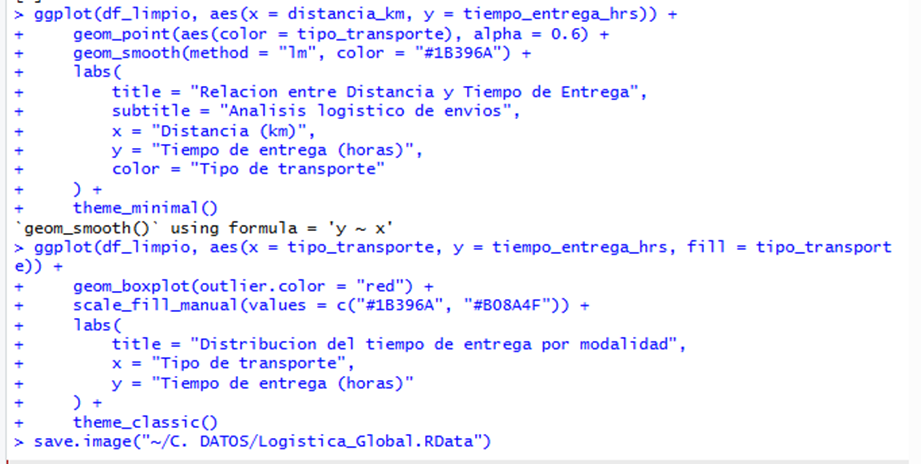 > ggplot(df_limpio, aes(x = distancia_km, y = tiempo_entrega_hrs)) +
+     geom_point(aes(color = tipo_transporte), alpha = 0.6) +
+     geom_smooth(method = "lm", color = "#1B396A") +
+     labs(
+         title = "Relacion entre Distancia y Tiempo de Entrega",
+         subtitle = "Analisis logistico de envios",
+         x = "Distancia (km)",
+         y = "Tiempo de entrega (horas)",
+         color = "Tipo de transporte"
+     ) +
+     theme_minimal()
`geom_smooth()` using formula = 'y ~ x'
> ggplot(df_limpio, aes(x = tipo_transporte, y = tiempo_entrega_hrs, fill = tipo_transport
e)) +
+     geom_boxplot(outlier.color = "red") +
+     scale_fill_manual(values = c("#1B396A", "#B08A4F")) +
+     labs(
+         title = "Distribucion del tiempo de entrega por modalidad",
+         x = "Tipo de transporte",
+         y = "Tiempo de entrega (horas)"
+     ) +
+     theme_classic()
> save.image("~/C. DATOS/Logistica_Global.RData")